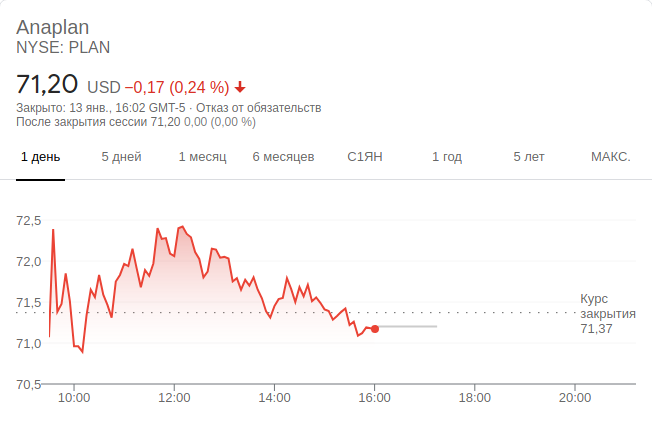 Anaplan
NYSE: PLAN
71,20 USD −0,17 (0,24 %)
Закрыто: 13 янв., 16:02 GMT-5 · Отказ от обязательств
После закрытия сессии 71,20 0,00 (0,00 %)
1 день 5 дней 1 месяц 6 месяцев С1ЯН 1 год 5 лет МАКС.
72,5
72,0
71,5
Курс
закрытия
71,37
71,0
70,5
10:00 12:00 14:00 16:00 18:00 20:00